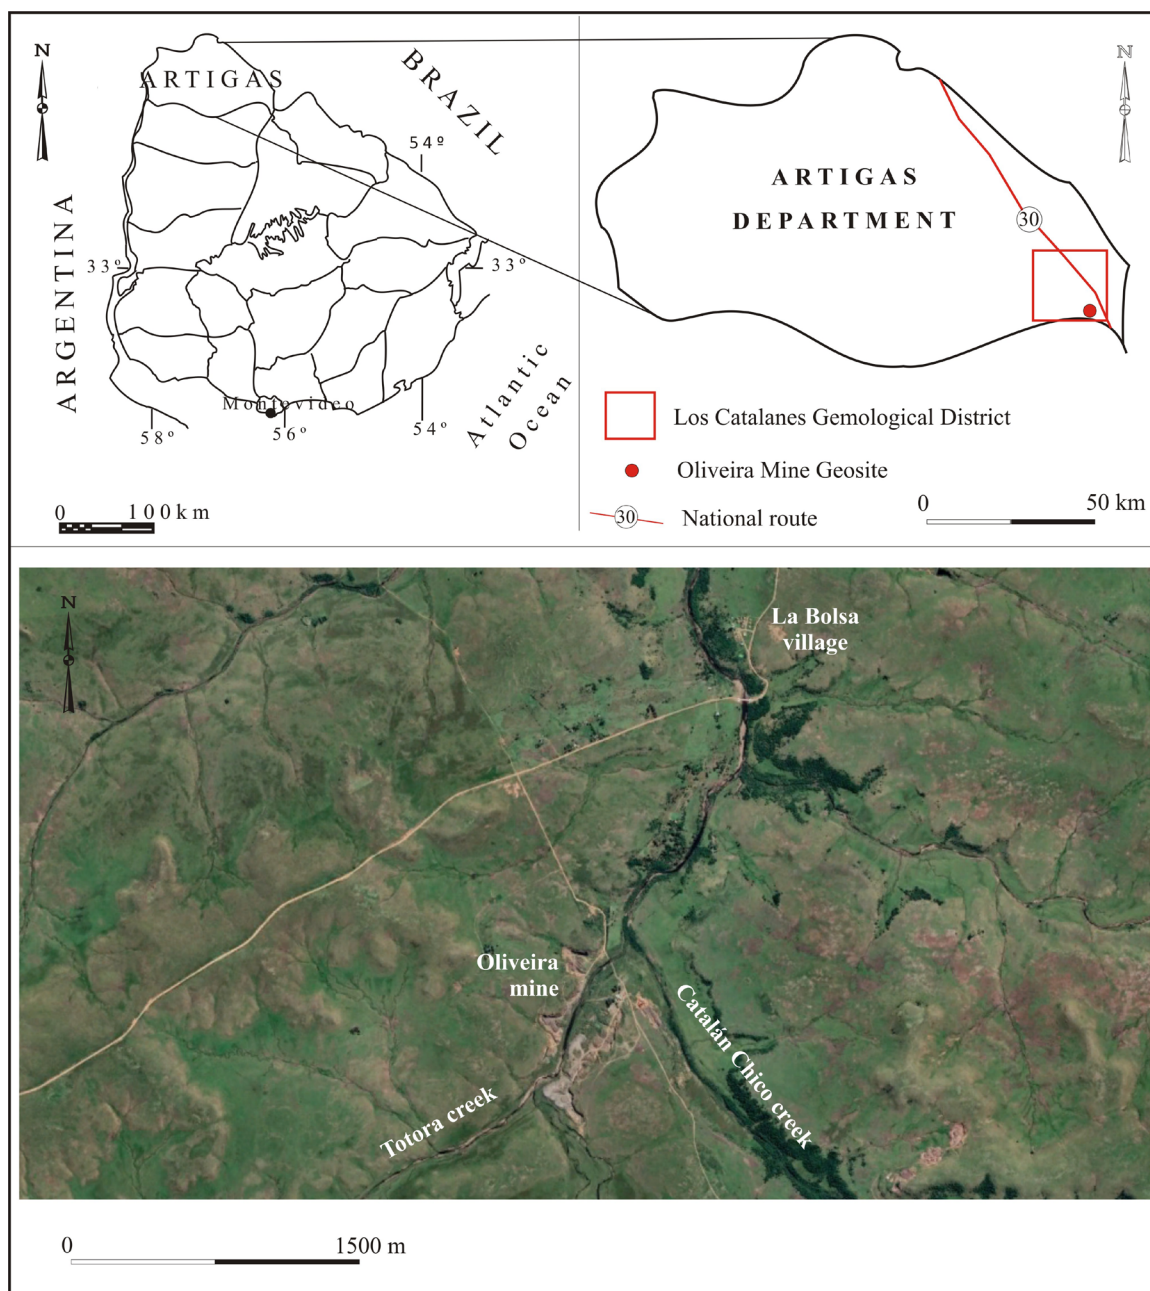 N
ARTIGAS
BRAZIL
54º
ARGENTINA
33º
33º
Montevideo
58º
56º
54º
Atlantic
Ocean
0 100km
N
ARTIGAS
DEPARTMENT
30
Los Catalanes Gemological District
Oliveira Mine Geosite
30 National route
0 50 km
N
La Bolsa
village
Oliveira
mine
Catalán Chico creek
Totora creek
0 1500 m